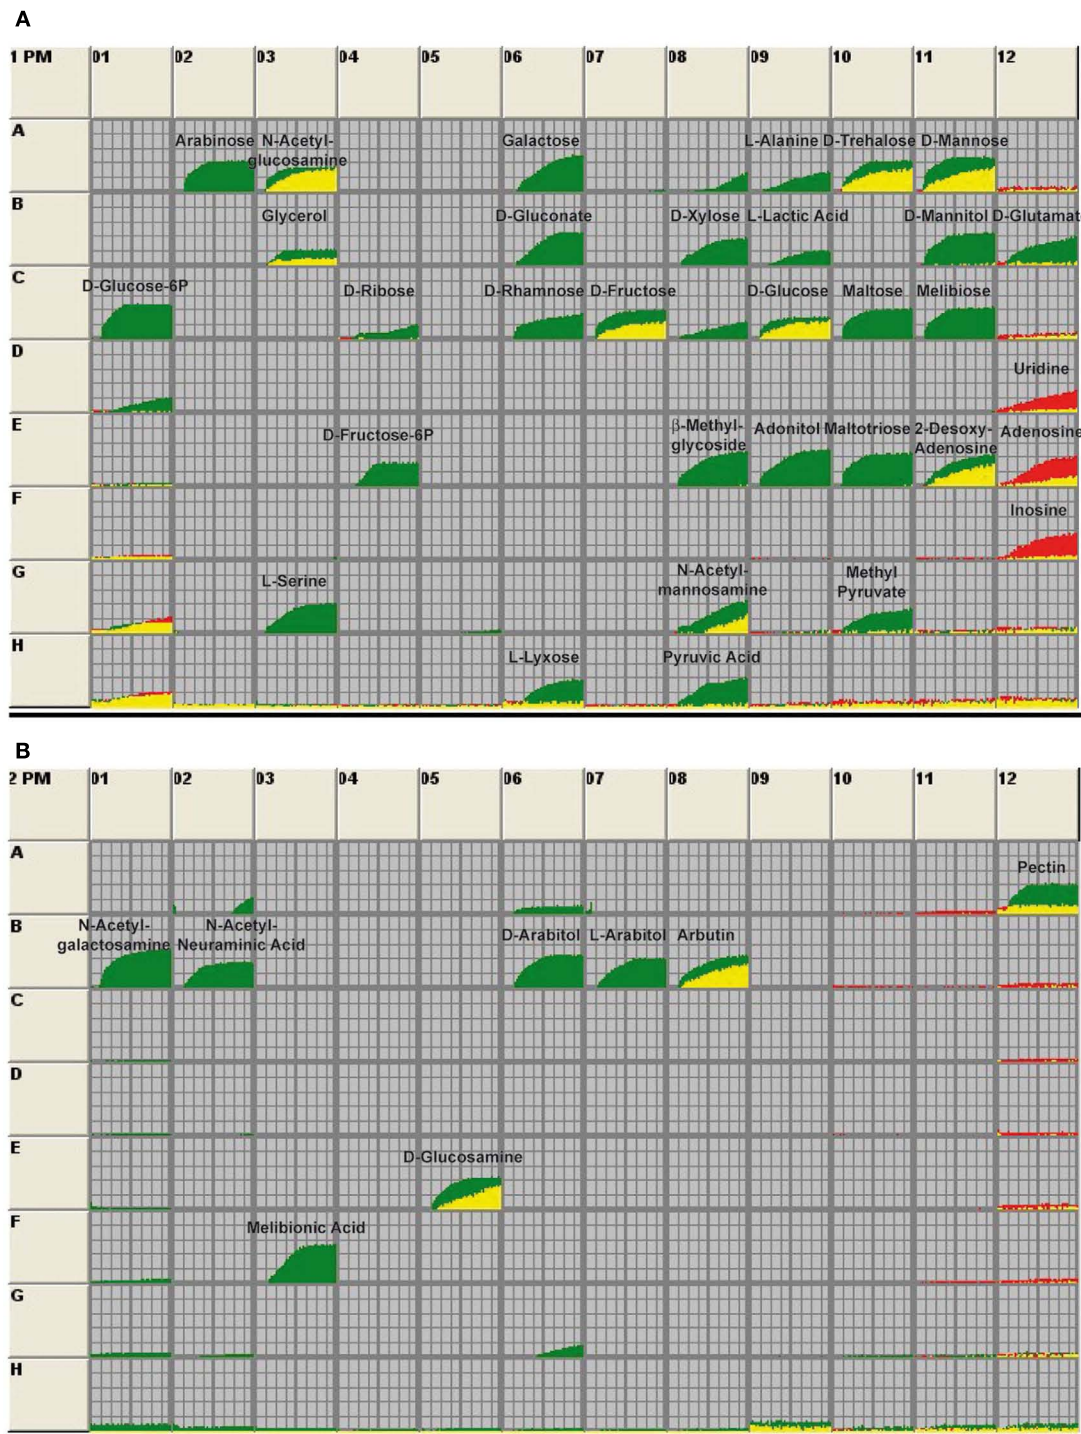 A
1 PM 01 02 03 04 05 06 07 08 09 10 11 12
A
Arabinose N-Acetyl- Galactose L-Alanine D-Trehalose D-Mannose
glucosamine
B
Glycerol D-Gluconate D-Xylose L-Lactic Acid D-Mannitol D-Glutamat
C
D-Glucose-6P D-Ribose D-Rhamnose D-Fructose D-Glucose Maltose Melibiose
D
Uridine
E
D-Fructose-6P β-Methyl- Adonitol Maltotriose 2-Desoxy- Adenosine
glycoside Adenosine
F
Inosine
G
L-Serine N-Acetyl- Methyl
mannosamine Pyruvate
H
L-Lyxose Pyruvic Acid
B
2 PM 01 02 03 04 05 06 07 08 09 10 11 12
A
Pectin
B
N-Acetyl- N-Acetyl- D-Arabitol L-Arabitol Arbutin
galactosamine Neuraminic Acid
C
D
E
D-Glucosamine
F
Melibionic Acid
G
H